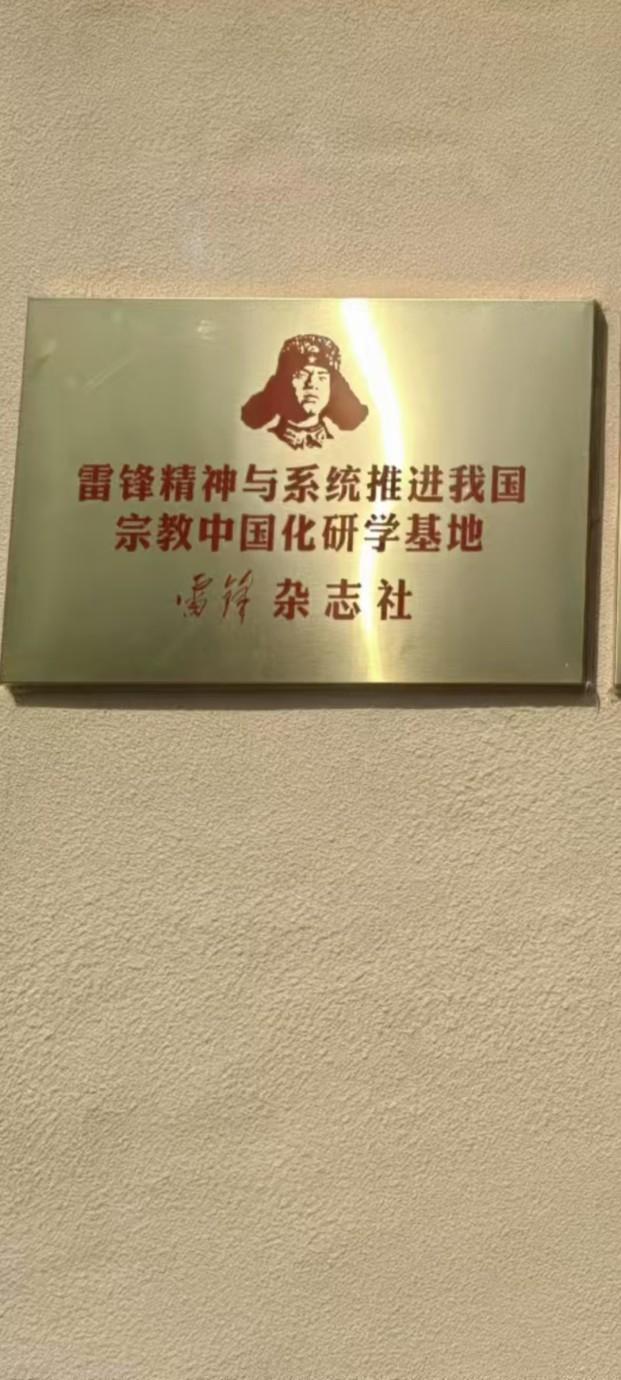 雷锋精神与系统推进我国
宗教中国化研学基地
雷锋 杂志社